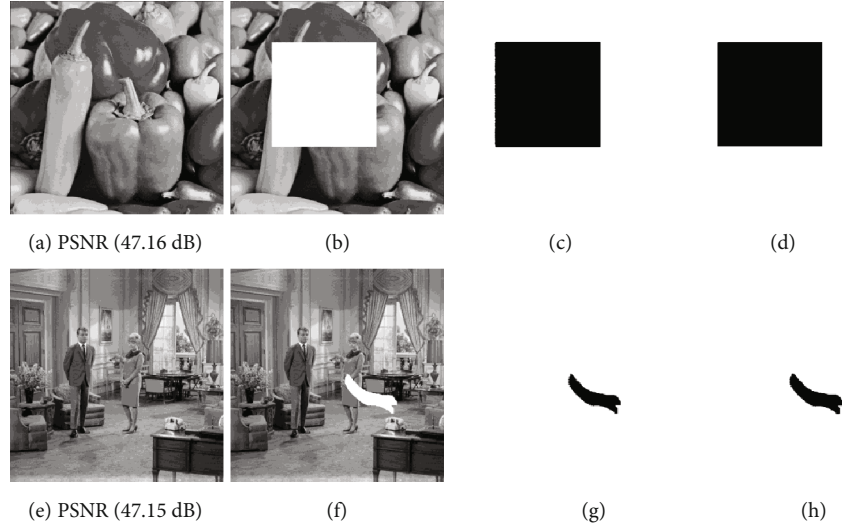 (a) PSNR (47.16 dB)
(b)
(c)
(d)
(e) PSNR (47.15 dB)
(f)
(g)
(h)